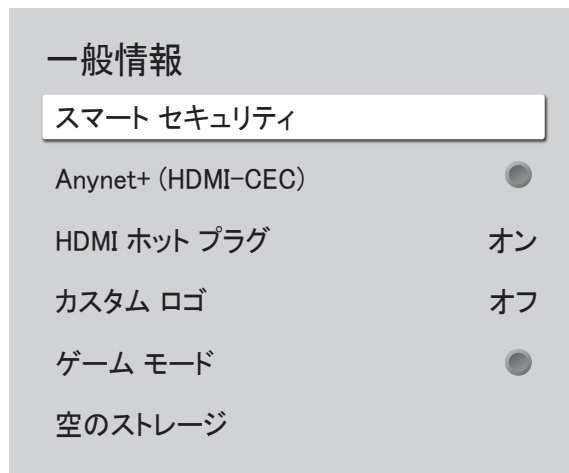 一般情報
スマート セキュリティ
Anynet+ (HDMI-CEC)
HDMI ホット プラグ オン
カスタム ロゴ オフ
ゲーム モード
空のストレージ